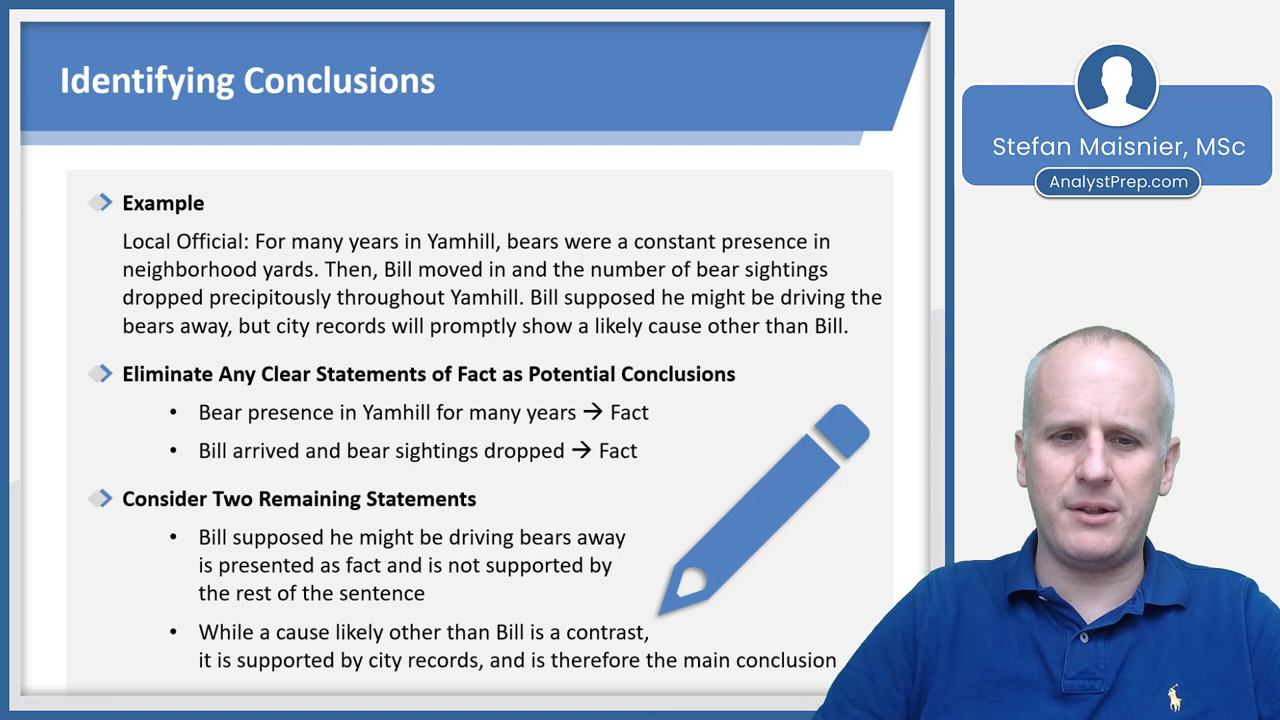 Identifying Conclusions
Example
Local Official: For many years in Yamhill, bears were a constant presence in
neighborhood yards. Then, Bill moved in and the number of bear sightings
dropped precipitously throughout Yamhill. Bill supposed he might be driving the
bears away, but city records will promptly show a likely cause other than Bill.
Eliminate Any Clear Statements of Fact as Potential Conclusions
• Bear presence in Yamhill for many years → Fact
• Bill arrived and bear sightings dropped → Fact
Consider Two Remaining Statements
• Bill supposed he might be driving bears away
is presented as fact and is not supported by
the rest of the sentence
• While a cause likely other than Bill is a contrast,
it is supported by city records, and is therefore the main conclusion
Stefan Maisnier, MSc
AnalystPrep.com